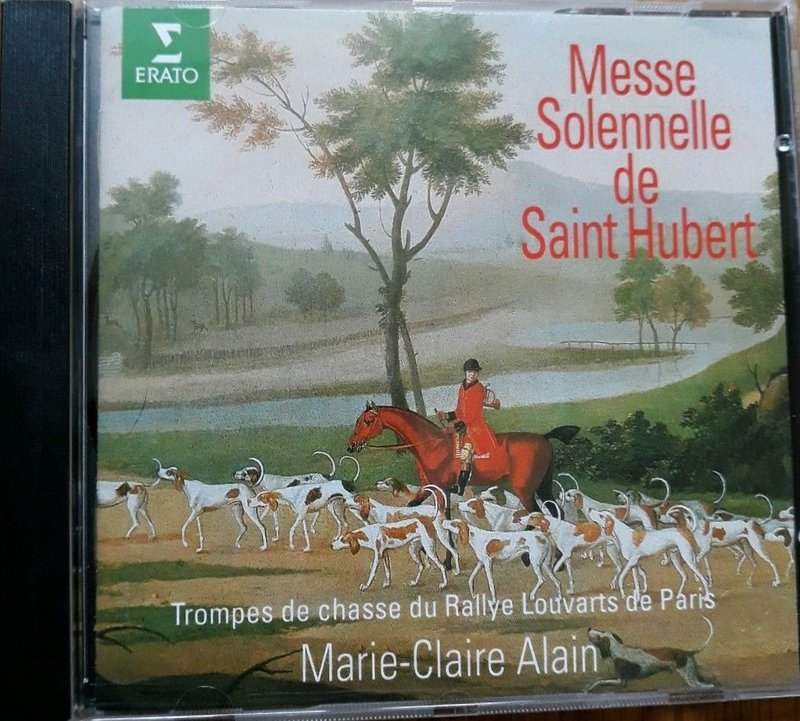 ERATO
Messe
Solennelle
de
Saint Hubert
Trompes de chasse du Rallye Louvarts de Paris
Marie-Claire Alain